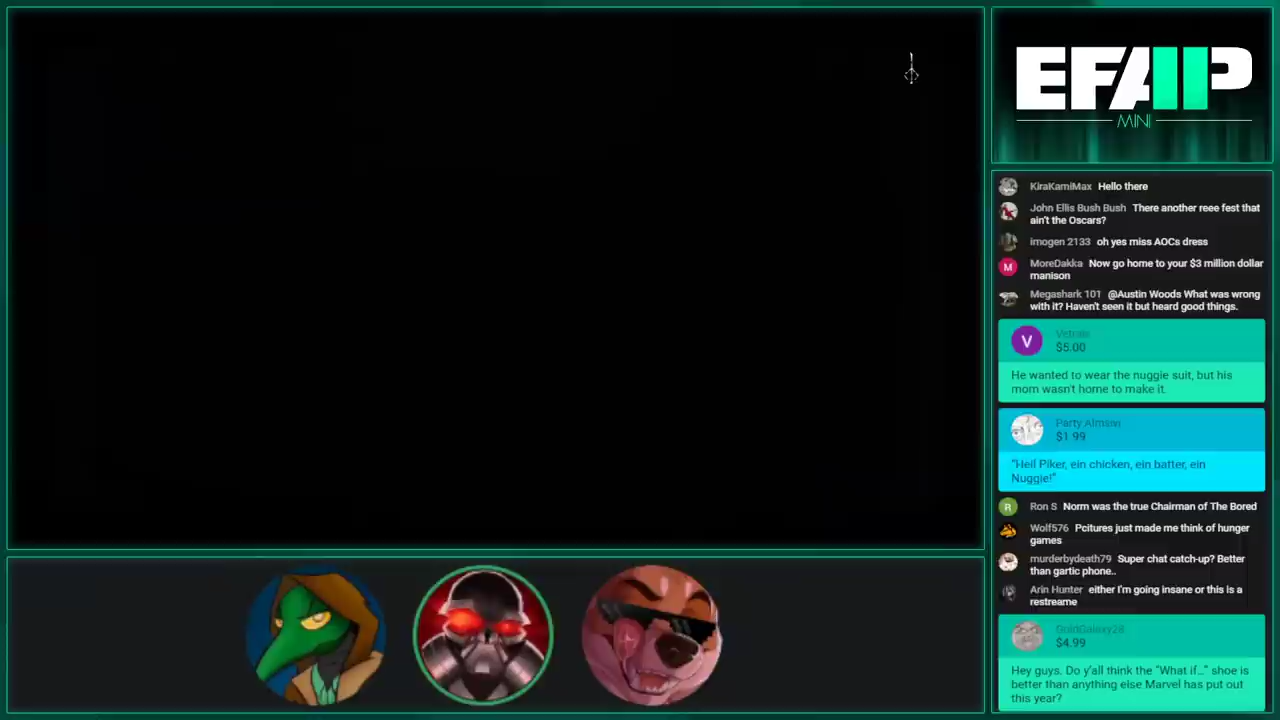 EFAP
MINI
KiraKamiMax Hello there
John Ellis Bush Bush There another reee fest that
ain't the Oscars?
imogen 2133 oh yes miss AOCs dress
M MoreDakka Now go home to your $3 million dollar
manison
Megashark 101 @Austin Woods What was wrong
with it? Haven't seen it but heard good things.
V
$5.00
He wanted to wear the nuggie suit, but his
mom wasn't home to make it.
Party
$1.99
"Heil Piker, ein chicken, ein batter, ein
Nuggie!"
R Ron S Norm was the true Chairman of The Bored
Wolf576 Pcitures just made me think of hunger
games
murderbydeath79 Super chat catch-up? Better
than gartic phone..
Arin Hunter either I'm going insane or this is a
restreame
GoldGalaxy28
$4.99
Hey guys. Do y'all think the "What if..." shoe is
better than anything else Marvel has put out
this year?